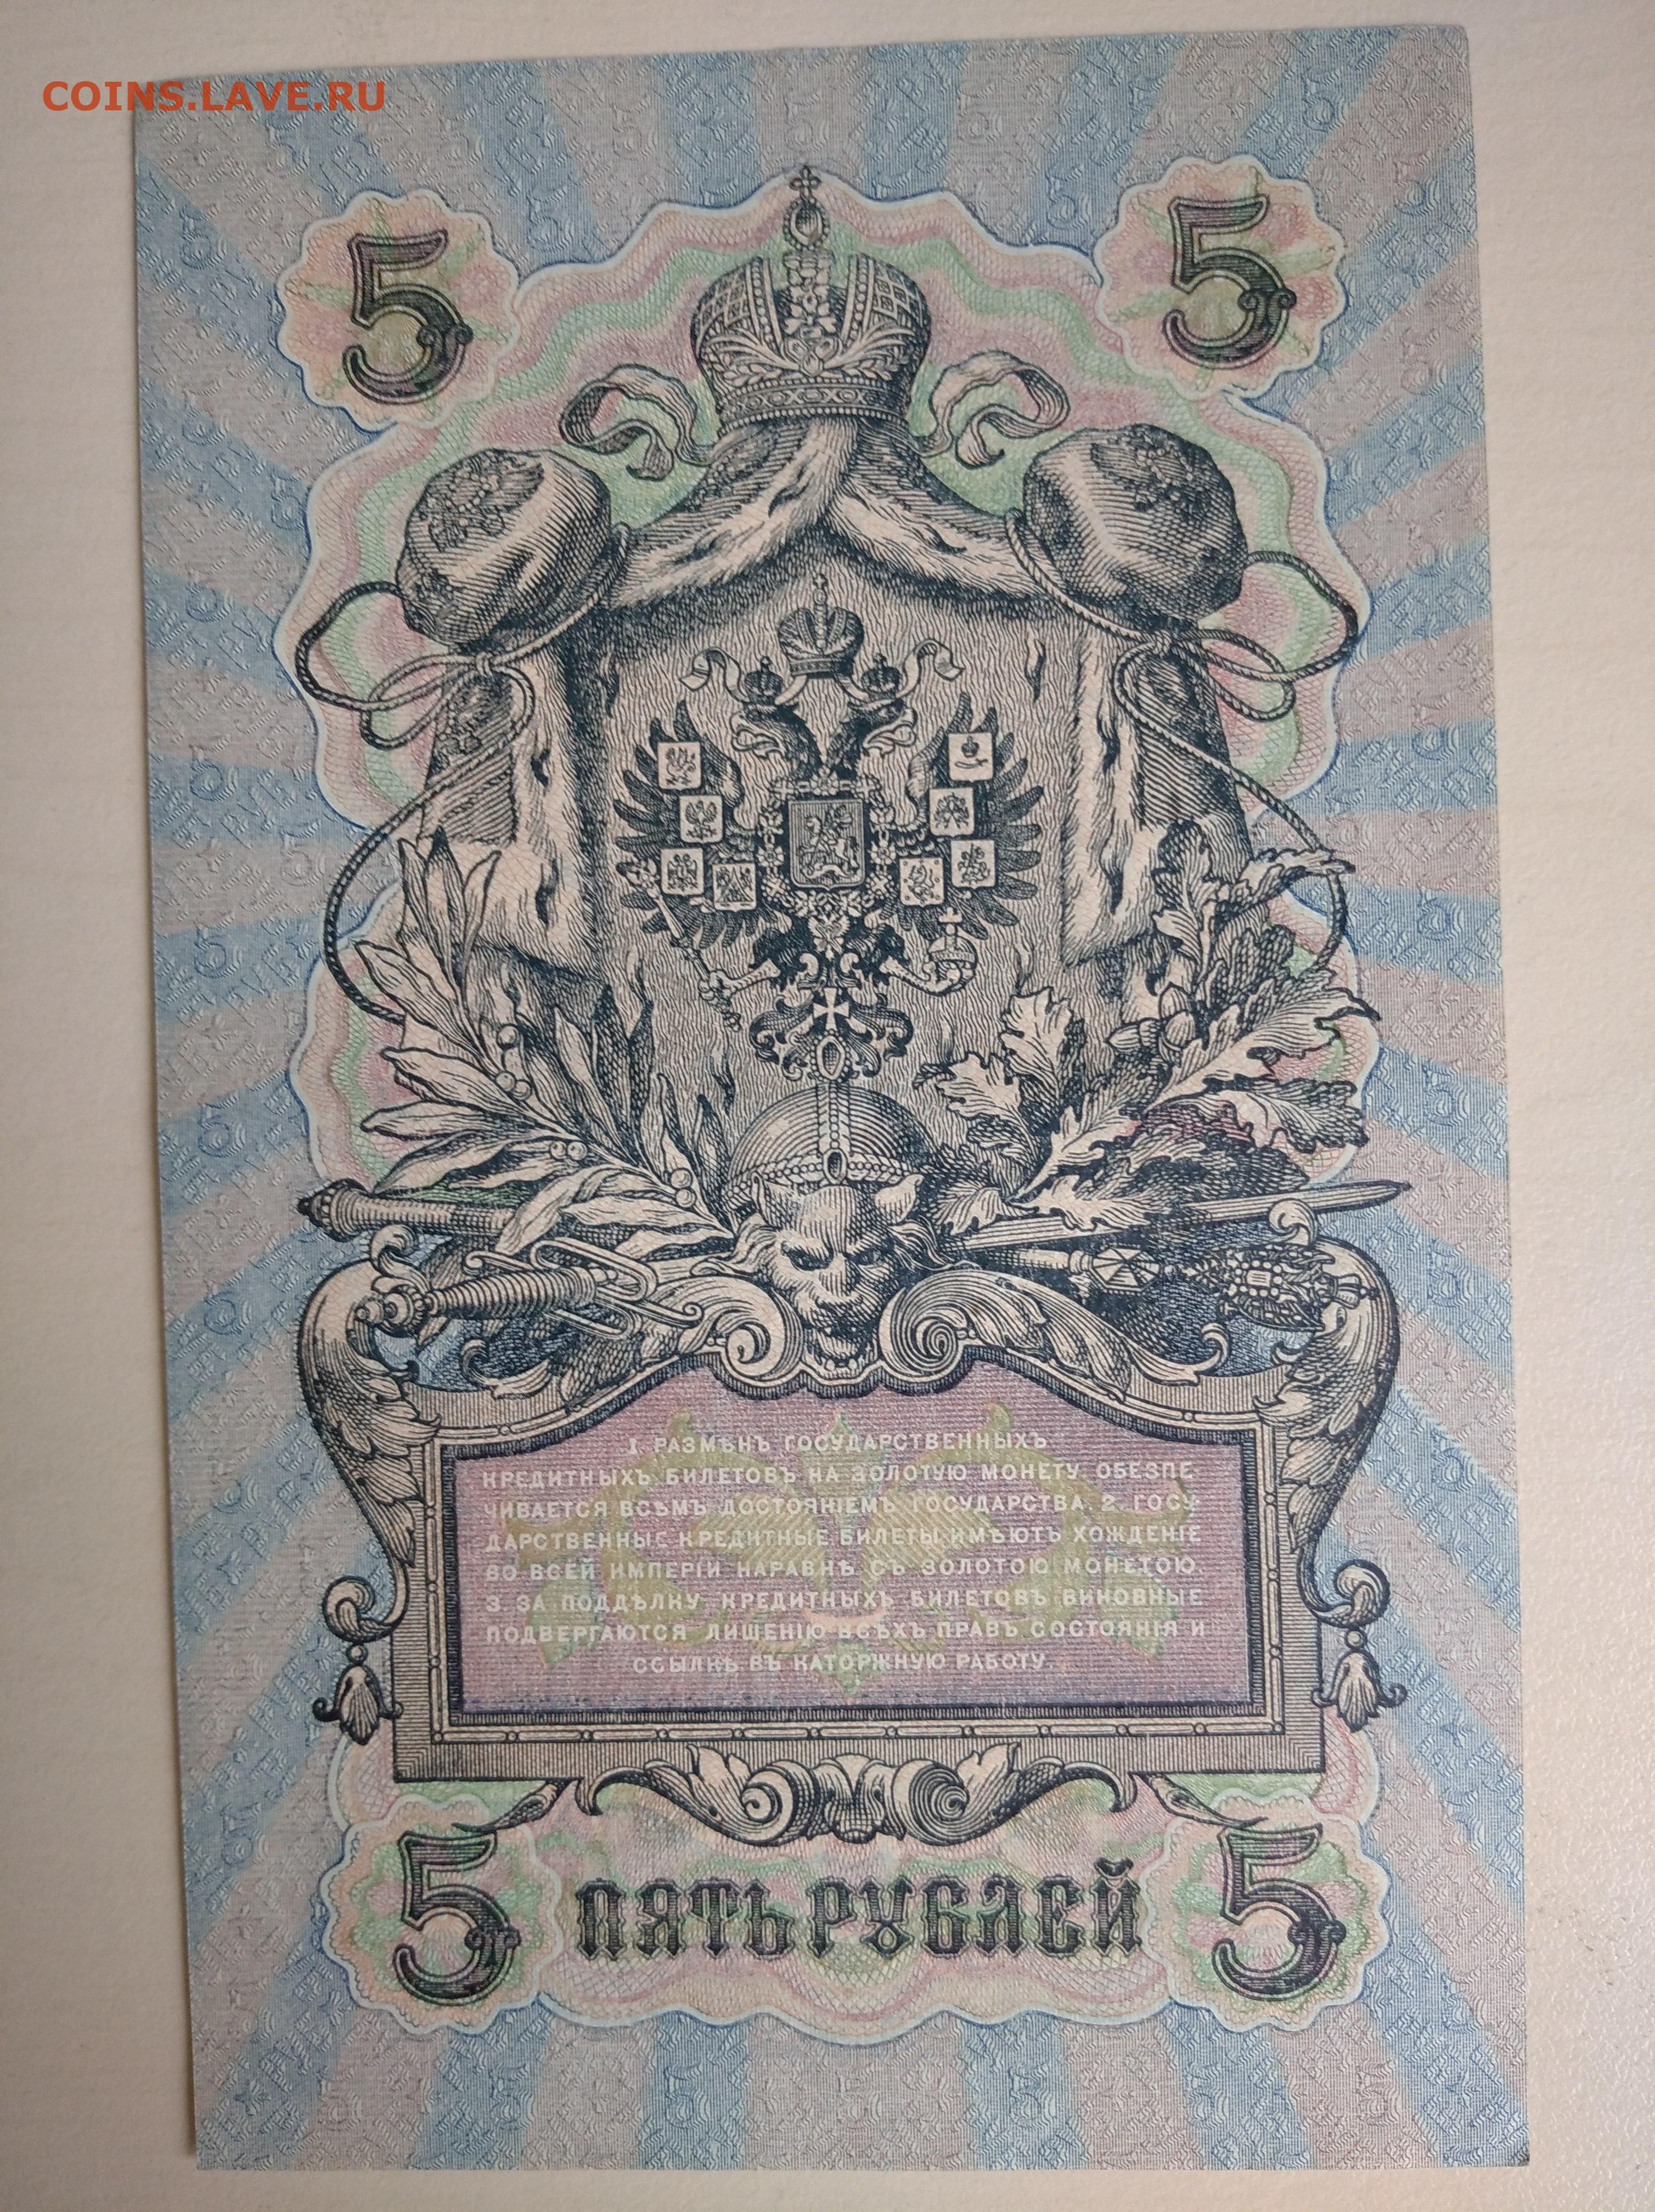 COINS.LAVE.RU
5 5
1. РАЗМѢНЪ ГОСУДАРСТВЕННЫХЪ
КРЕДИТНЫХЪ БИЛЕТОВЪ НА ЗОЛОТУЮ МОНЕТУ ОБЕЗПЕ-
ЧИВАЕТСЯ ВСѢМЪ ДОСТОЯНІЕМЪ ГОСУДАРСТВА. 2. ГОСУ-
ДАРСТВЕННЫЕ КРЕДИТНЫЕ БИЛЕТЫ ИМѢЮТЪ ХОЖДЕНІЕ
ВО ВСЕЙ ИМПЕРІИ НАРАВНѢ СЪ ЗОЛОТОЮ МОНЕТОЮ.
3. ЗА ПОДДѢЛКУ КРЕДИТНЫХЪ БИЛЕТОВЪ ВИНОВНЫЕ
ПОДВЕРГАЮТСЯ ЛИШЕНІЮ ВСѢХЪ ПРАВЪ СОСТОЯНІЯ И
ССЫЛКѢ ВЪ КАТОРЖНУЮ РАБОТУ.
5 ПЯТЬ РУБЛЕЙ 5